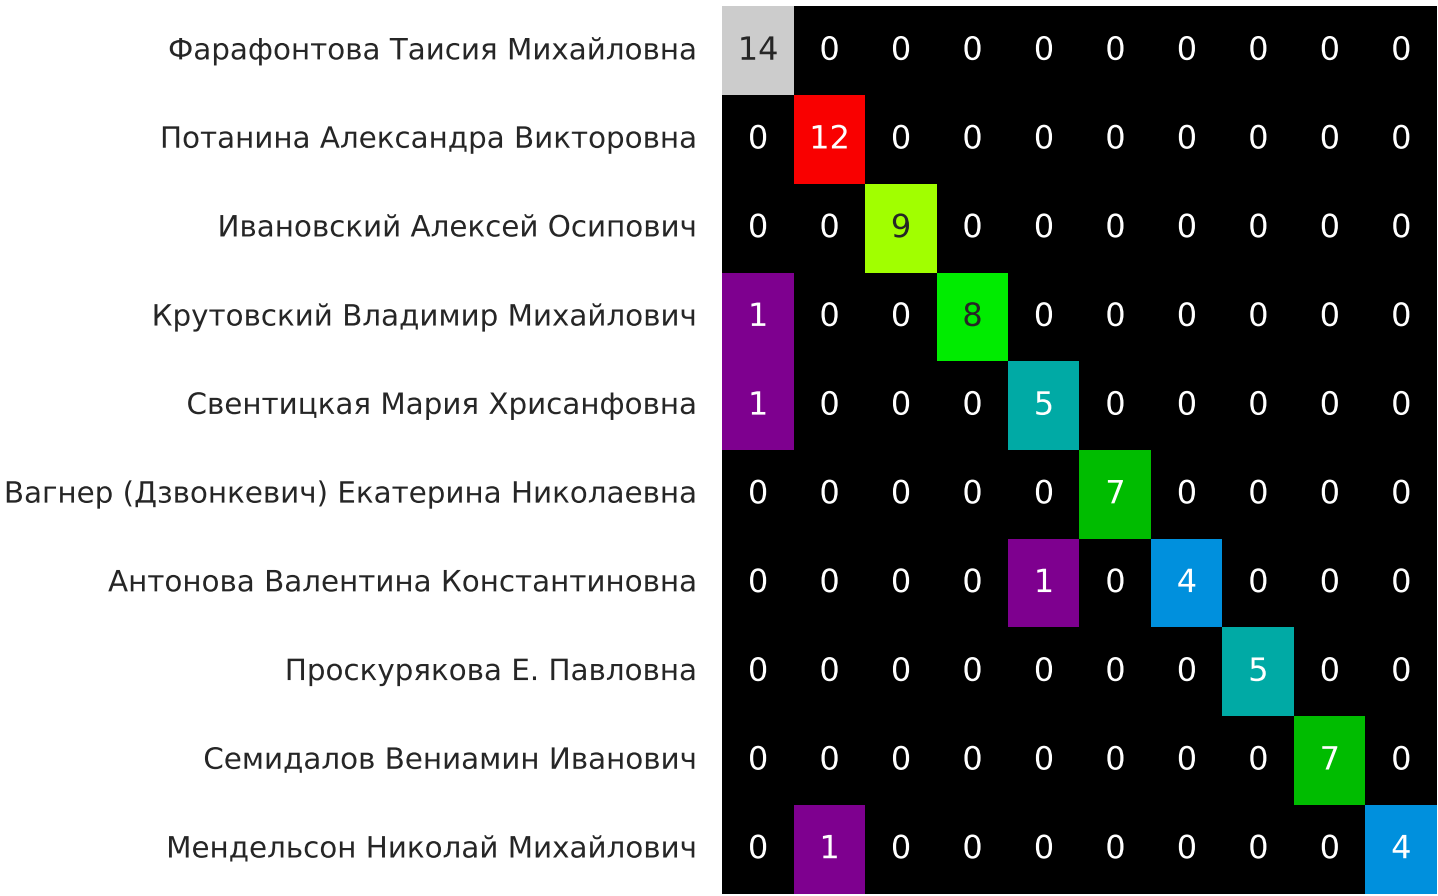 Фарафонтова Таисия Михайловна 14 0 0 0 0 0 0 0 0 0
Потанина Александра Викторовна 0 12 0 0 0 0 0 0 0 0
Ивановский Алексей Осипович 0 0 9 0 0 0 0 0 0 0
Крутовский Владимир Михайлович 1 0 0 8 0 0 0 0 0 0
Свентицкая Мария Хрисанфовна 1 0 0 0 5 0 0 0 0 0
Вагнер (Дзвонкевич) Екатерина Николаевна 0 0 0 0 0 7 0 0 0 0
Антонова Валентина Константиновна 0 0 0 0 1 0 4 0 0 0
Проскурякова Е. Павловна 0 0 0 0 0 0 0 5 0 0
Семидалов Вениамин Иванович 0 0 0 0 0 0 0 0 7 0
Мендельсон Николай Михайлович 0 1 0 0 0 0 0 0 0 4